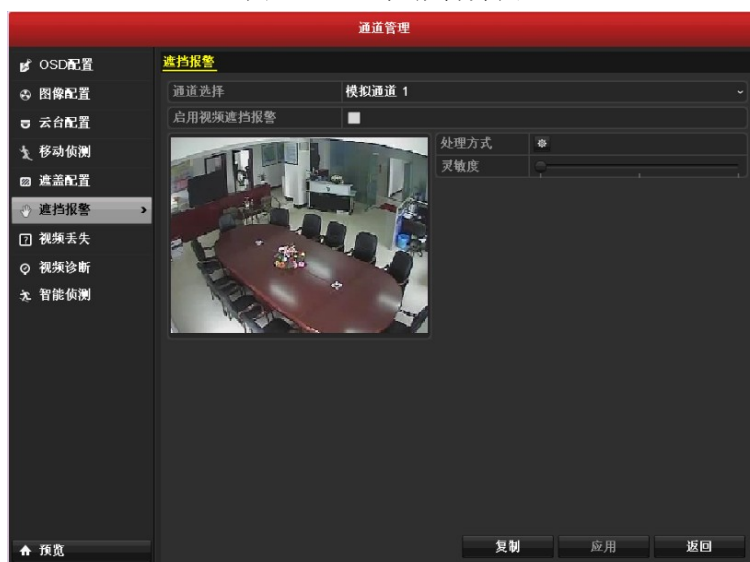 通道管理
OSD配置
图像配置
云台配置
移动侦测
遮盖配置
遮挡报警
视频丢失
视频诊断
智能侦测
预览
遮挡报警
通道选择 模拟通道 1
启用视频遮挡报警
处理方式
灵敏度
复制 应用 返回